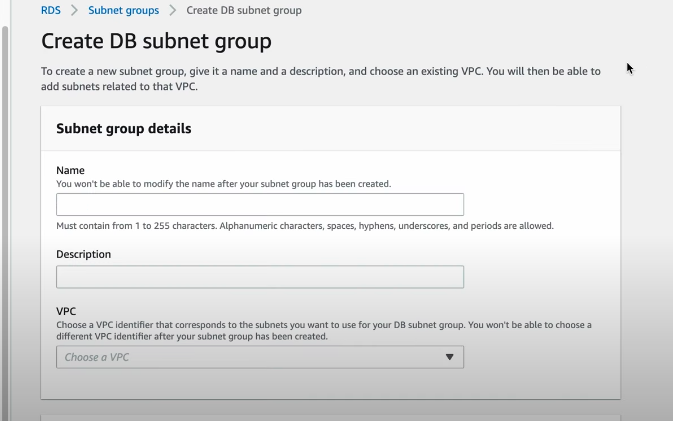 RDS > Subnet groups > Create DB subnet group
Create DB subnet group
To create a new subnet group, give it a name and a description, and choose an existing VPC. You will then be able to
add subnets related to that VPC.
Subnet group details
Name
You won't be able to modify the name after your subnet group has been created.
Must contain from 1 to 255 characters. Alphanumeric characters, spaces, hyphens, underscores, and periods are allowed.
Description
VPC
Choose a VPC identifier that corresponds to the subnets you want to use for your DB subnet group. You won't be able to choose a
different VPC identifier after your subnet group has been created.
Choose a VPC